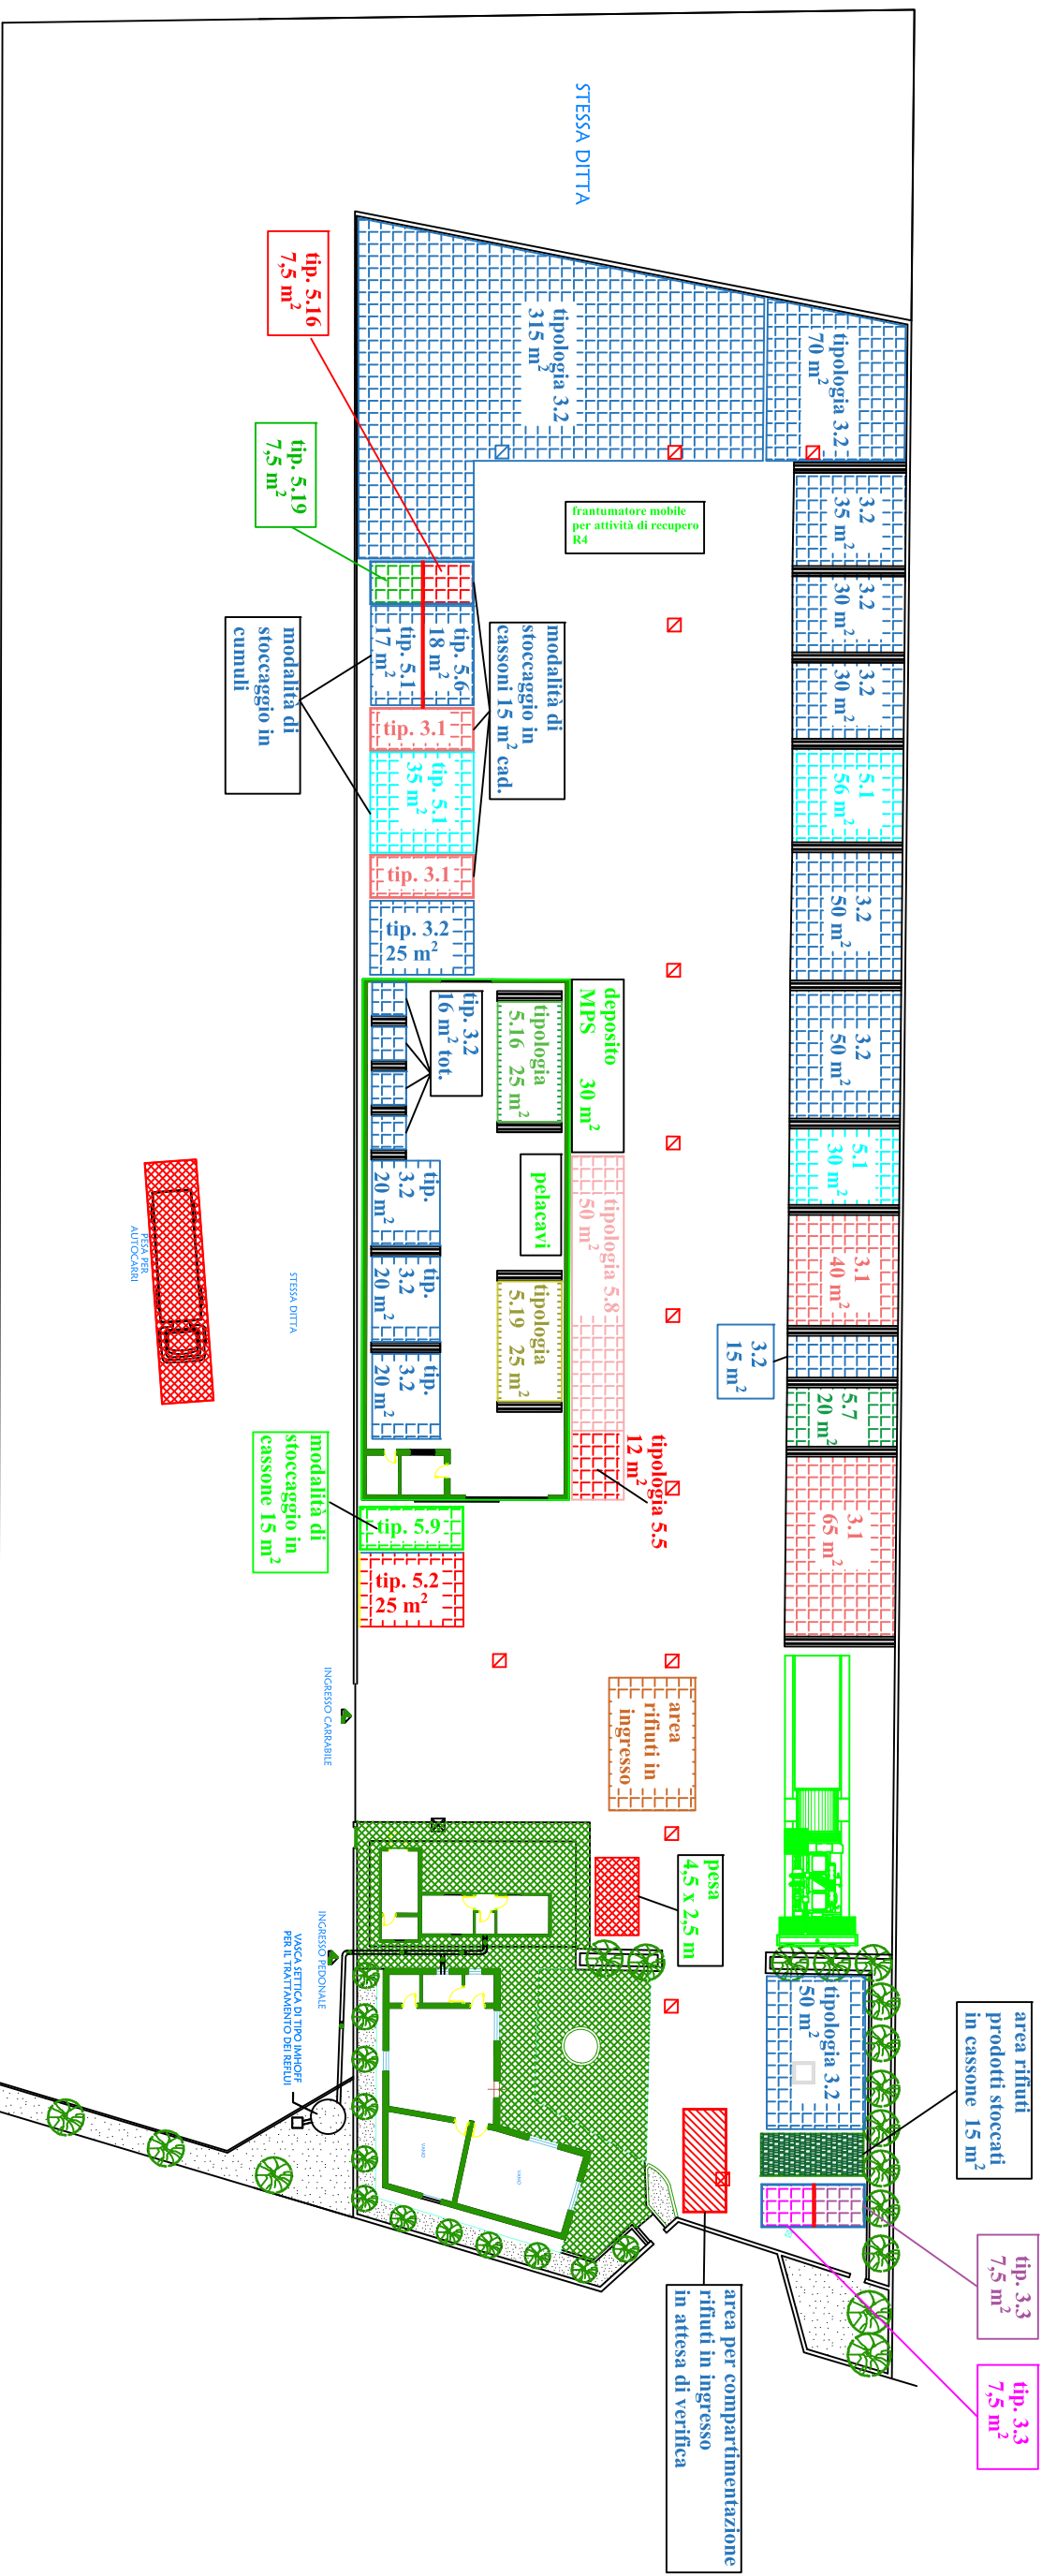 STESSA DITTA
tipologia 3.2
70 m²
tipologia 3.2
315 m²
tip. 5.16
7,5 m²
tip. 5.19
7,5 m²
frantumatore mobile
per attività di recupero
R4
3.2
35 m²
3.2
30 m²
3.2
30 m²
5.1
56 m²
3.2
50 m²
3.2
50 m²
5.1
30 m²
3.1
40 m²
3.2
15 m²
5.7
20 m²
3.1
65 m²
modalità di
stoccaggio in
cassoni 15 m² cad.
tip. 5.6
18 m²
tip. 5.1
17 m²
modalità di
stoccaggio in
cumuli
tip. 3.1
tip. 5.1
35 m²
tip. 3.1
tip. 3.2
25 m²
deposito
MPS 30 m²
tipologia
5.16 25 m²
tip. 3.2
16 m² tot.
pelacavi
tipologia 5.8
50 m²
tipologia
5.19 25 m²
tip.
3.2
20 m²
tip.
3.2
20 m²
tip.
3.2
20 m²
tipologia 5.5
12 m²
PESA PER
AUTOCARRI
STESSA DITTA
modalità di
stoccaggio in
cassone 15 m²
tip. 5.9
tip. 5.2
25 m²
INGRESSO CARRABILE
area
rifiuti in
ingresso
pesa
4,5 x 2,5 m
INGRESSO PEDONALE
VASCA SETTICA DI TIPO IMHOFF
PER IL TRATTAMENTO DEI REFLUI
VANO
VANO
tipologia 3.2
50 m²
area rifiuti
prodotti stoccati
in cassone 15 m²
tip. 3.3
7,5 m²
tip. 3.3
7,5 m²
area per compartimentazione
rifiuti in ingresso
in attesa di verifica